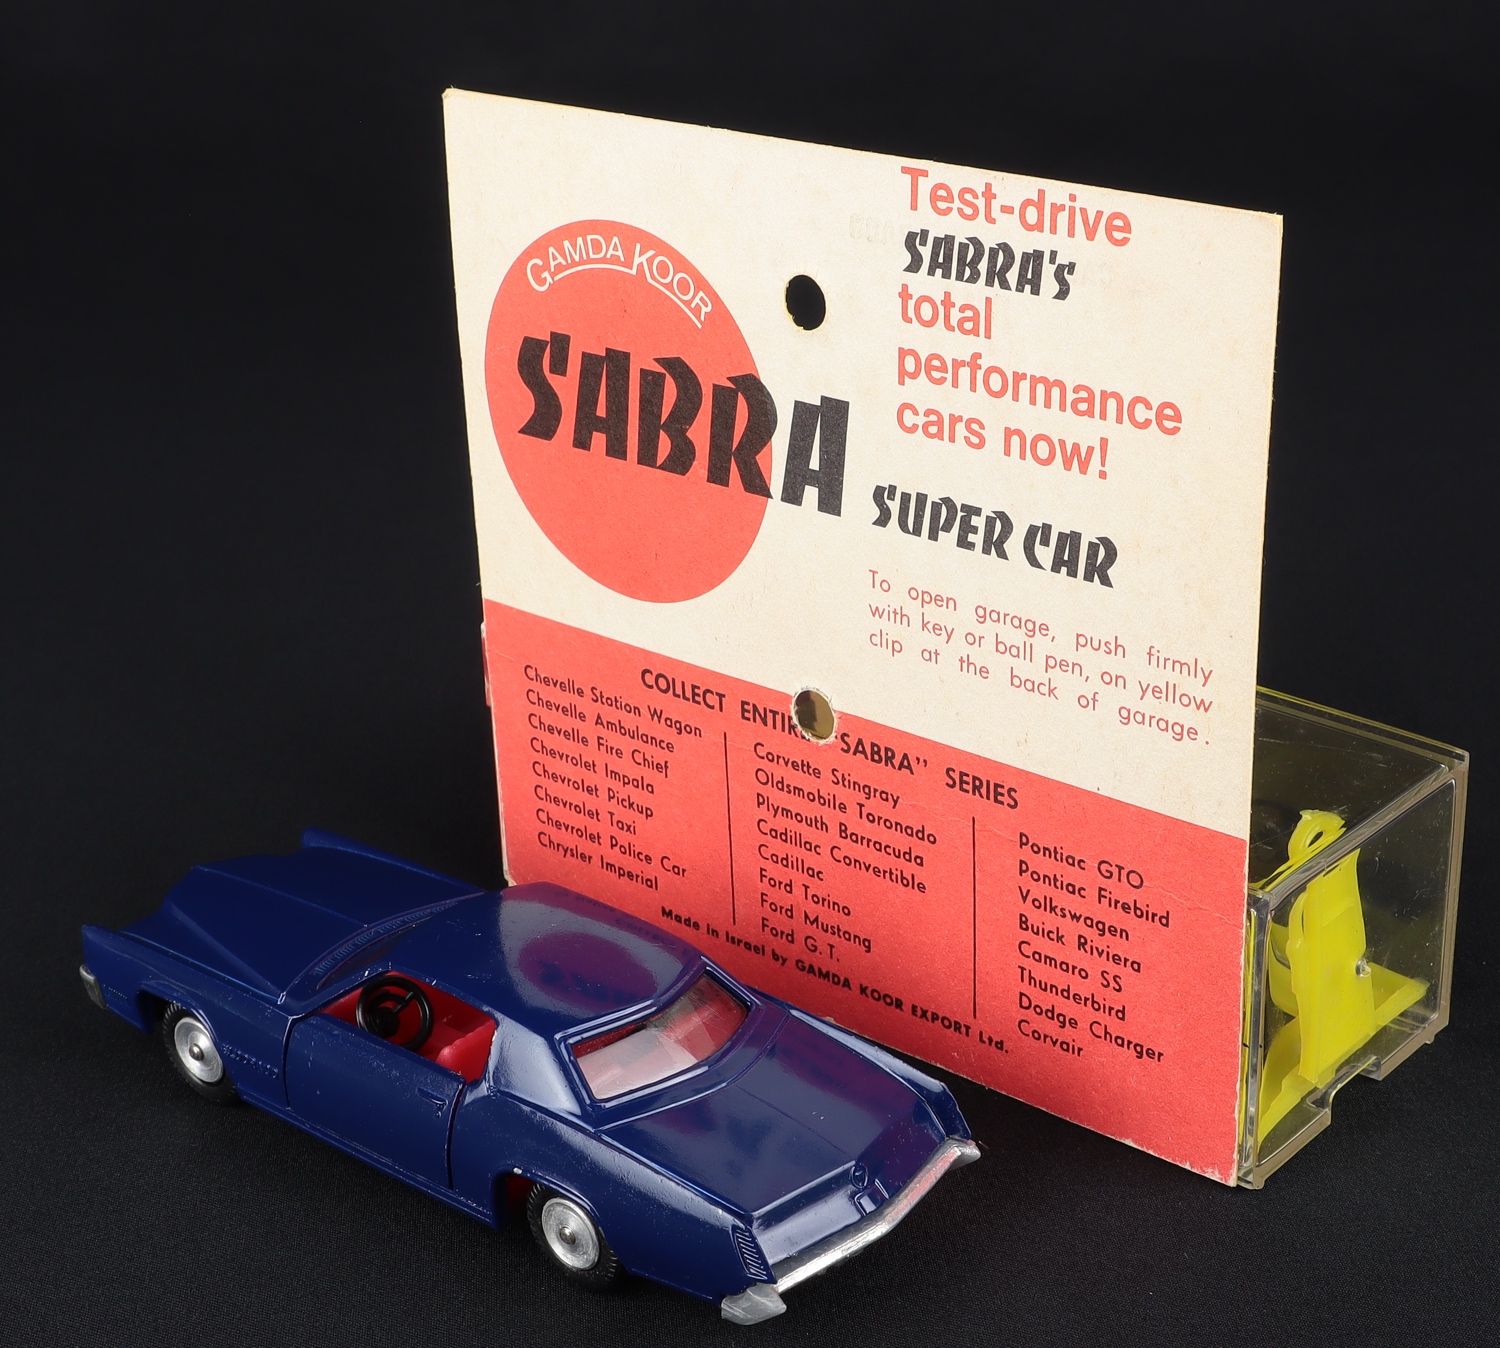 GAMDA KOOR
SABRA
Test-drive
SABRA'S
total
performance
cars now!
SUPER CAR
To open garage, push firmly
with key or ball pen, on yellow
clip at the back of garage.
COLLECT ENTIRE "SABRA" SERIES
Chevelle Station Wagon
Chevelle Ambulance
Chevelle Fire Chief
Chevrolet Impala
Chevrolet Pickup
Chevrolet Taxi
Chevrolet Police Car
Chrysler Imperial
Corvette Stingray
Oldsmobile Toronado
Plymouth Barracuda
Cadillac Convertible
Cadillac
Ford Torino
Ford Mustang
Ford G.T.
Pontiac GTO
Pontiac Firebird
Volkswagen
Buick Riviera
Camaro SS
Thunderbird
Dodge Charger
Corvair
Made in Israel by GAMDA KOOR EXPORT Ltd.